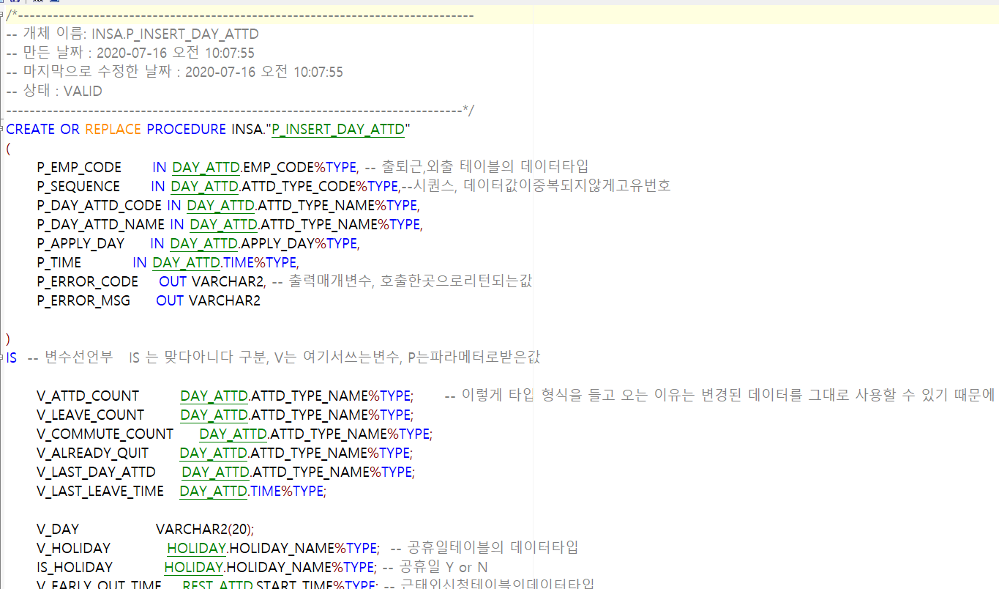 /*------------------------------------------------------------------------------
-- 개체 이름: INSA.P_INSERT_DAY_ATTD
-- 만든 날짜 : 2020-07-16 오전 10:07:55
-- 마지막으로 수정한 날짜 : 2020-07-16 오전 10:07:55
-- 상태 : VALID
------------------------------------------------------------------------------*/
CREATE OR REPLACE PROCEDURE INSA."P_INSERT_DAY_ATTD"
(
P_EMP_CODE IN DAY_ATTD.EMP_CODE%TYPE, -- 출퇴근,외출 테이블의 데이터타입
P_SEQUENCE IN DAY_ATTD.ATTD_TYPE_CODE%TYPE,--시퀀스, 데이터값이중복되지않게고유번호
P_DAY_ATTD_CODE IN DAY_ATTD.ATTD_TYPE_NAME%TYPE,
P_DAY_ATTD_NAME IN DAY_ATTD.ATTD_TYPE_NAME%TYPE,
P_APPLY_DAY IN DAY_ATTD.APPLY_DAY%TYPE,
P_TIME IN DAY_ATTD.TIME%TYPE,
P_ERROR_CODE OUT VARCHAR2, -- 출력매개변수, 호출한곳으로리턴되는값
P_ERROR_MSG OUT VARCHAR2
)
IS -- 변수선언부 IS 는 맞다아니다 구분, V는 여기서쓰는변수, P는파라메터로받은값
V_ATTD_COUNT DAY_ATTD.ATTD_TYPE_NAME%TYPE; -- 이렇게 타입 형식을 들고 오는 이유는 변경된 데이터를 그대로 사용할 수 있기 때문에
V_LEAVE_COUNT DAY_ATTD.ATTD_TYPE_NAME%TYPE;
V_COMMUTE_COUNT DAY_ATTD.ATTD_TYPE_NAME%TYPE;
V_ALREADY_QUIT DAY_ATTD.ATTD_TYPE_NAME%TYPE;
V_LAST_DAY_ATTD DAY_ATTD.ATTD_TYPE_NAME%TYPE;
V_LAST_LEAVE_TIME DAY_ATTD.TIME%TYPE;
V_DAY VARCHAR2(20);
V_HOLIDAY HOLIDAY.HOLIDAY_NAME%TYPE; -- 공휴일테이블의 데이터타입
IS_HOLIDAY HOLIDAY.HOLIDAY_NAME%TYPE; -- 공휴일 Y or N
V_EARLY_OUT_TIME REST_ATTD.START_TIME%TYPE; -- 근태외신청테이블의데이터타입